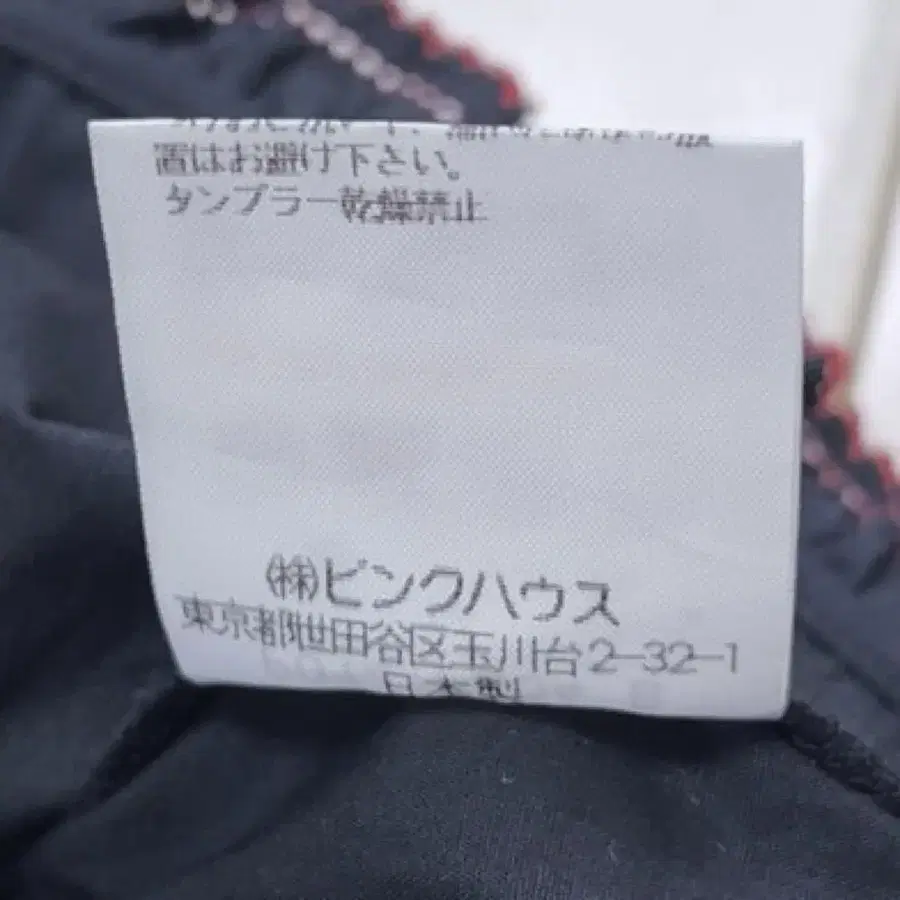 置はお避け下さい。
タンブラー乾燥禁止
(株)ピンクハウス
東京都世田谷区玉川台2-32-1
日本製